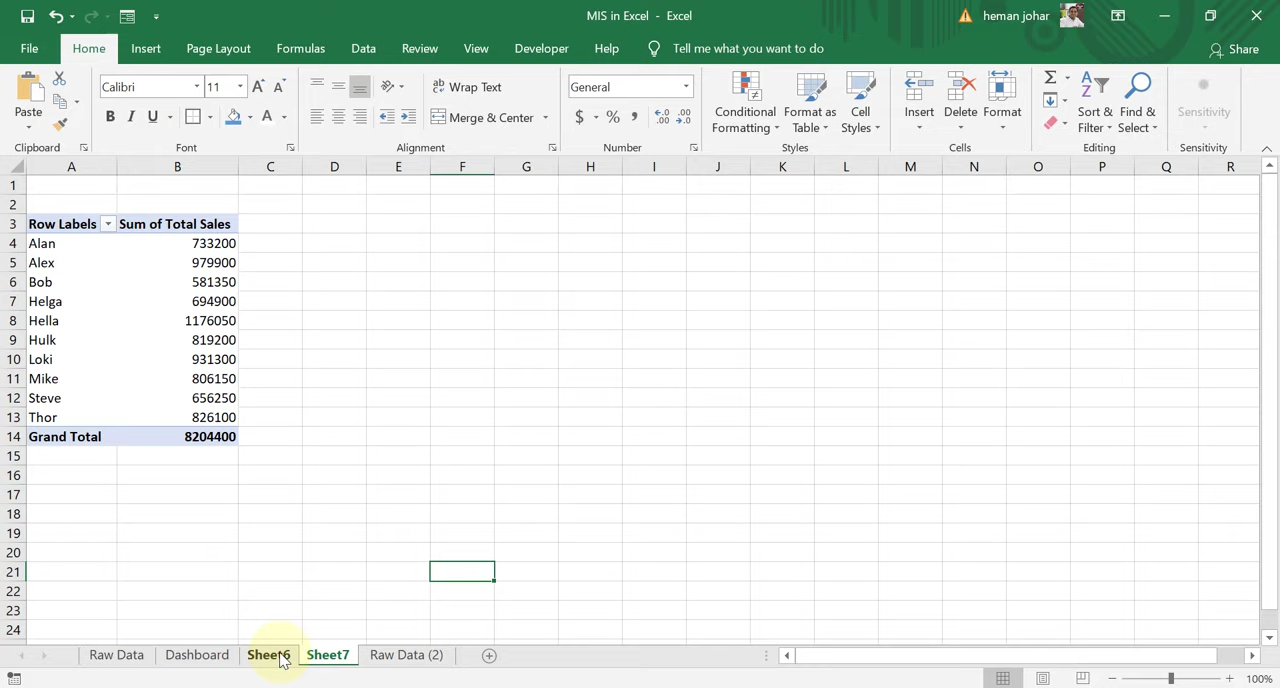 MIS in Excel - Excel
heman johar
File Home Insert Page Layout Formulas Data Review View Developer Help Tell me what you want to do Share
Paste
Calibri 11
B I U
A
ab Wrap Text
Merge & Center
General
$ % ,
Conditional Formatting
Format as Table
Cell Styles
Insert Delete Format
Sort & Filter
Find & Select
Sensitivity
Clipboard Font Alignment Number Styles Cells Editing Sensitivity
A B C D E F G H I J K L M N O P Q R
1
2
3 Row Labels Sum of Total Sales
4 Alan 733200
5 Alex 979900
6 Bob 581350
7 Helga 694900
8 Hella 1176050
9 Hulk 819200
10 Loki 931300
11 Mike 806150
12 Steve 656250
13 Thor 826100
14 Grand Total 8204400
15
16
17
18
19
20
21
22
23
24
Raw Data Dashboard Sheet6 Sheet7 Raw Data (2)
100%